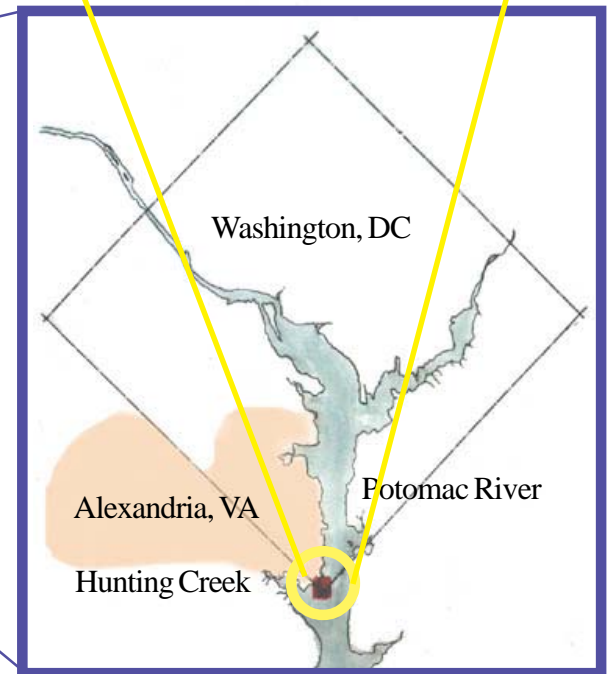 Washington, DC
Potomac River
Alexandria, VA
Hunting Creek